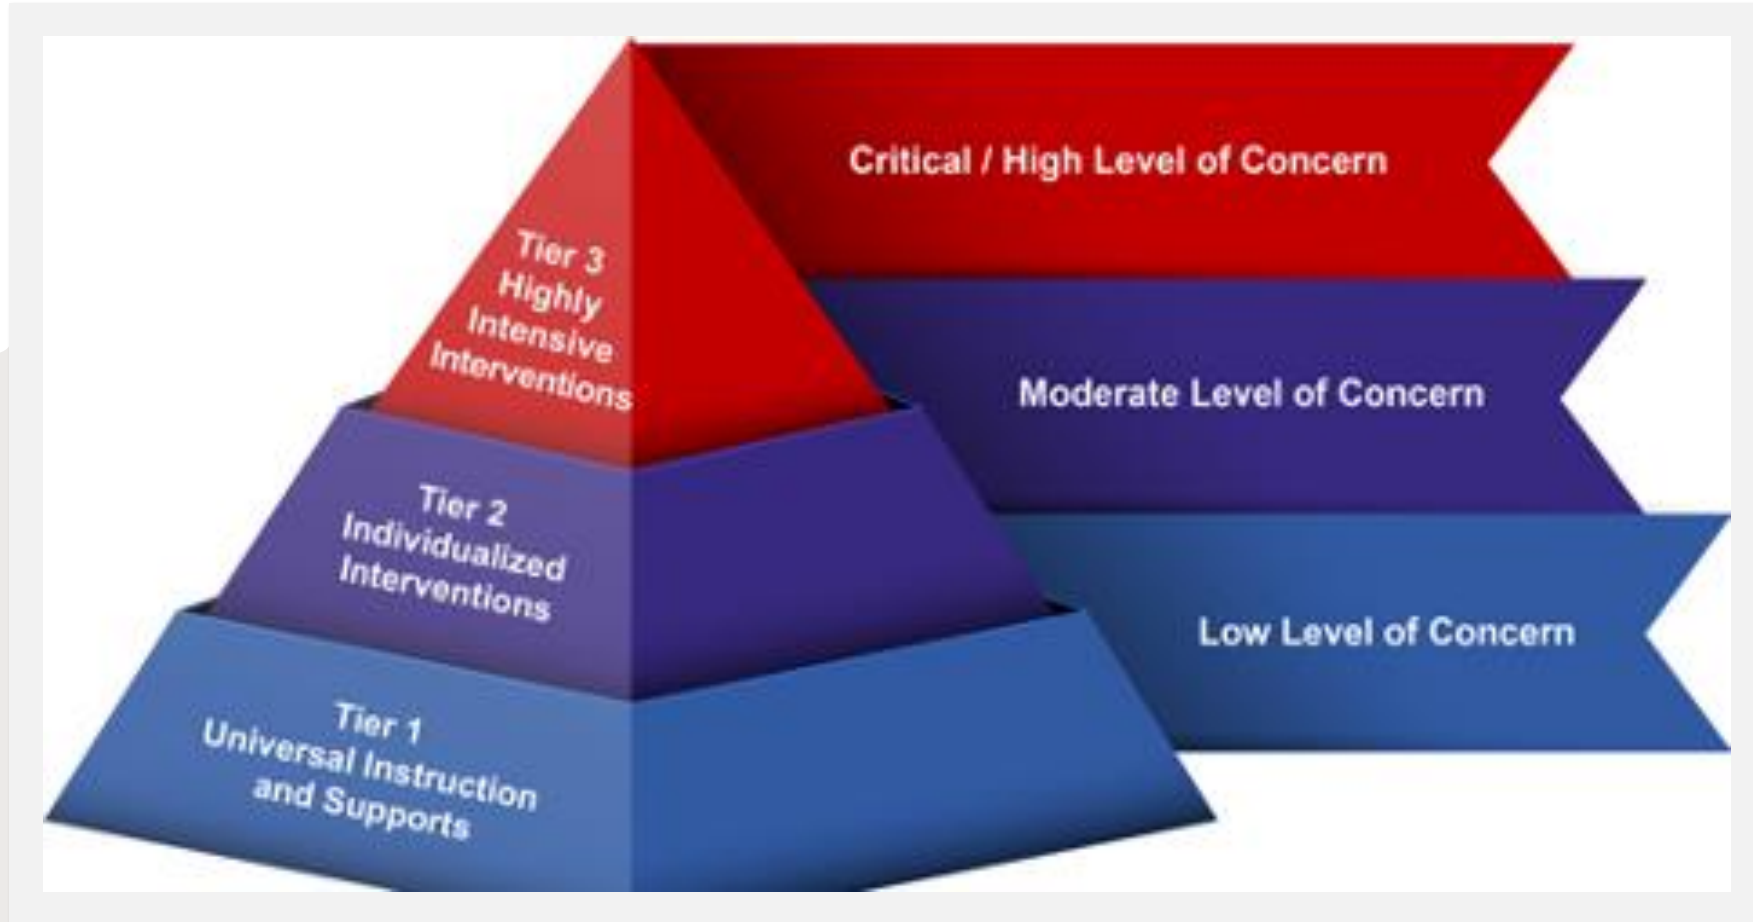 Critical / High Level of Concern
Tier 3
Highly
Intensive
Interventions
Moderate Level of Concern
Tier 2
Individualized
Interventions
Low Level of Concern
Tier 1
Universal Instruction
and Supports